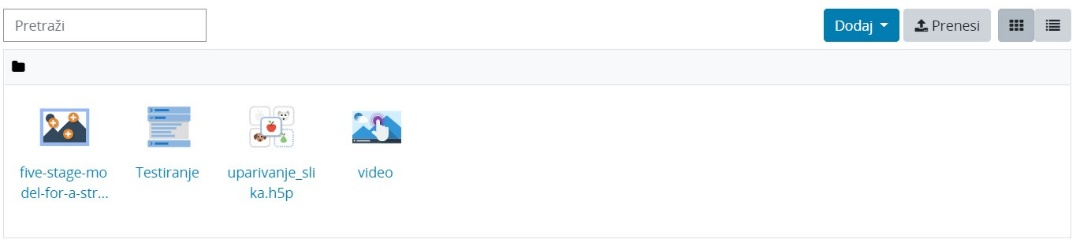 Pretraži
Dodaj
Prenesi
five-stage-mo
del-for-a-str...
Testiranje
uparivanje_sli
ka.h5p
video